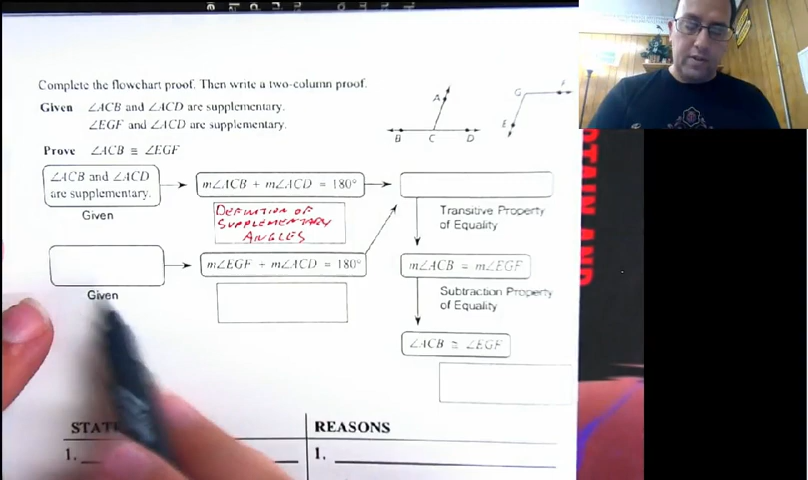 Complete the flowchart proof. Then write a two-column proof.
Given ∠ACB and ∠ACD are supplementary.
∠EGF and ∠ACD are supplementary.
Prove ∠ACB ≅ ∠EGF
A
G
F
B
C
D
E
∠ACB and ∠ACD
are supplementary.
Given
m∠ACB + m∠ACD = 180°
DEFINITION OF
SUPPLEMENTARY
ANGLES
Transitive Property
of Equality
Given
m∠EGF + m∠ACD = 180°
m∠ACB = m∠EGF
Subtraction Property
of Equality
∠ACB ≅ ∠EGF
REASONS
1.
1.
AND